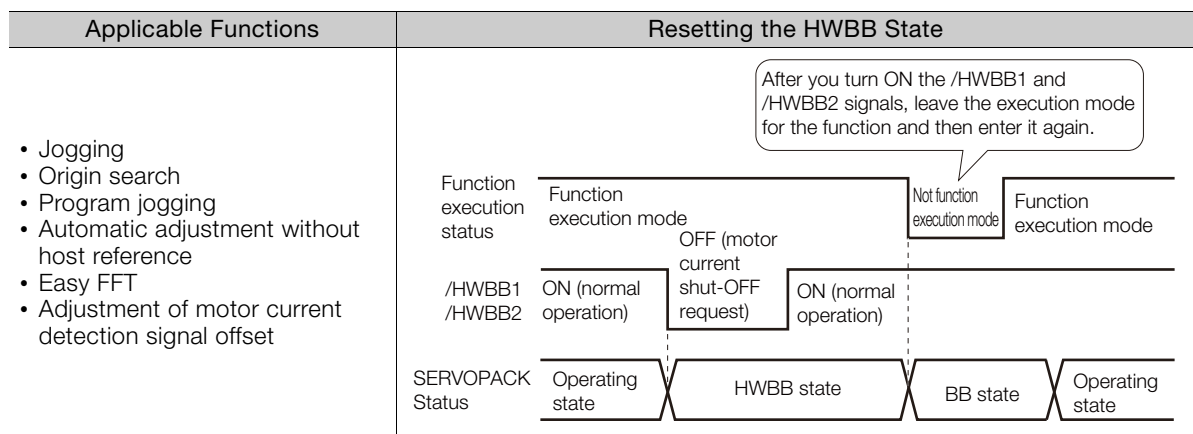 Applicable Functions
Resetting the HWBB State
• Jogging
• Origin search
• Program jogging
• Automatic adjustment without
host reference
• Easy FFT
• Adjustment of motor current
detection signal offset
After you turn ON the /HWBB1 and
/HWBB2 signals, leave the execution mode
for the function and then enter it again.
Function
execution
status
Function
execution mode
Not function
execution mode
Function
execution mode
/HWBB1
/HWBB2
ON (normal
operation)
OFF (motor
current
shut-OFF
request)
ON (normal
operation)
SERVOPACK
Status
Operating
state
HWBB state
BB state
Operating
state